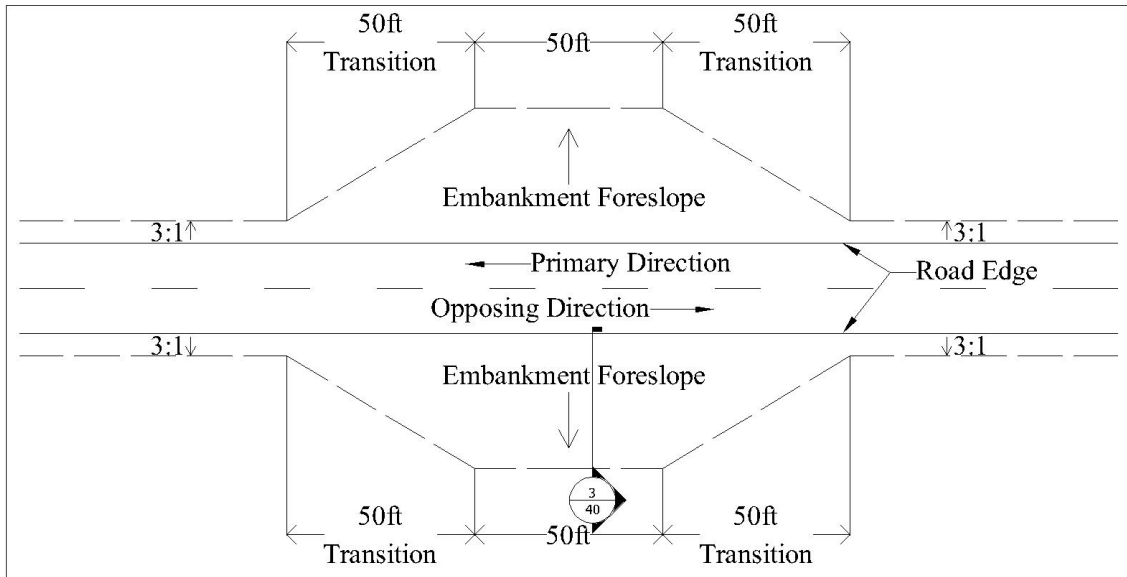 50ft
Transition
50ft
50ft
Transition
Embankment Foreslope
3:1
3:1
Primary Direction
Road Edge
Opposing Direction
3:1
3:1
Embankment Foreslope
3
40
50ft
Transition
50ft
50ft
Transition